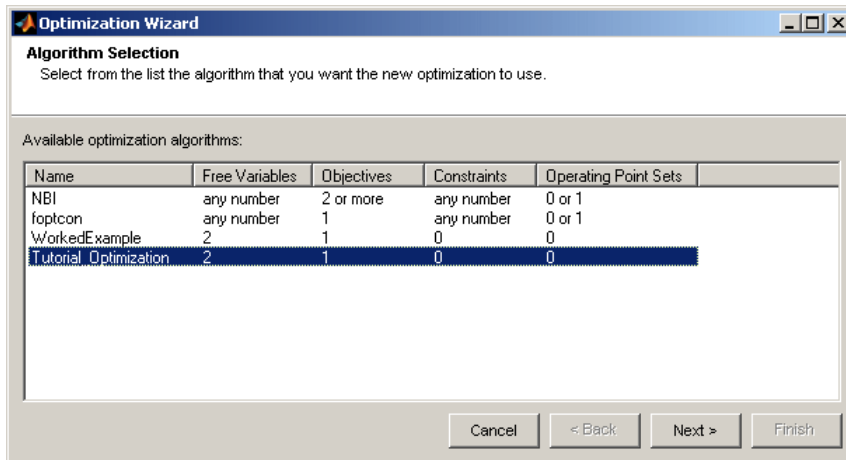 Optimization Wizard
Algorithm Selection
Select from the list the algorithm that you want the new optimization to use.
Available optimization algorithms:
Name Free Variables Objectives Constraints Operating Point Sets
NBI any number 2 or more any number 0 or 1
foptcon any number 1 any number 0 or 1
WorkedExample 2 1 0 0
Tutorial_Optimization 2 1 0 0
Cancel < Back Next > Finish